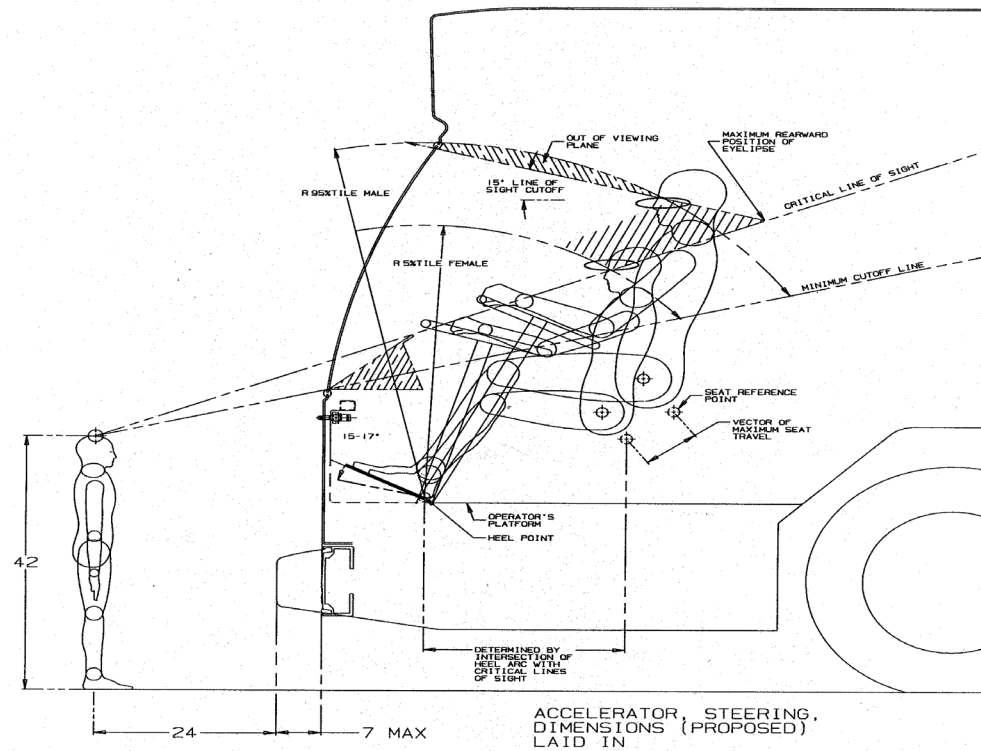 OUT OF VIEWING
PLANE
MAXIMUM REARWARD
POSITION OF
EYELIPSE
15° LINE OF
SIGHT CUTOFF
R 95%TILE MALE
CRITICAL LINE OF SIGHT
R 5%TILE FEMALE
MINIMUM CUTOFF LINE
SEAT REFERENCE
POINT
VECTOR OF
MAXIMUM SEAT
TRAVEL
15-17°
OPERATOR'S
PLATFORM
HEEL POINT
42
DETERMINED BY
INTERSECTION OF
HEEL ARC WITH
CRITICAL LINES
OF SIGHT
24
7 MAX
ACCELERATOR, STEERING,
DIMENSIONS (PROPOSED)
LAID IN